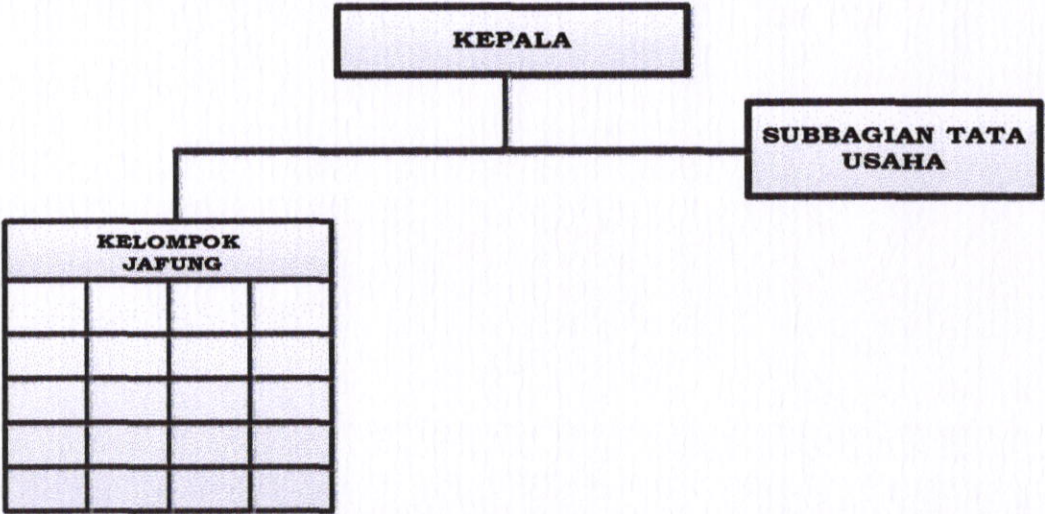 KEPALA
SUBBAGIAN TATA
USAHA
KELOMPOK
JAFUNG